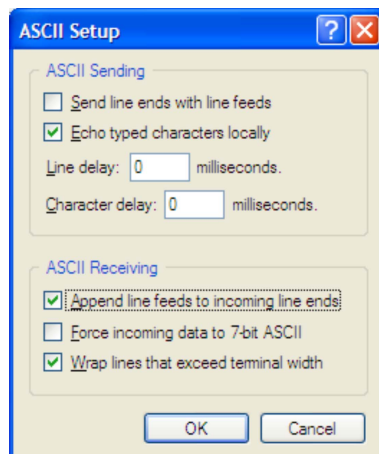 ASCII Setup
ASCII Sending
Send line ends with line feeds
Echo typed characters locally
Line delay: 0 milliseconds.
Character delay: 0 milliseconds.
ASCII Receiving
Append line feeds to incoming line ends
Force incoming data to 7-bit ASCII
Wrap lines that exceed terminal width
OK Cancel